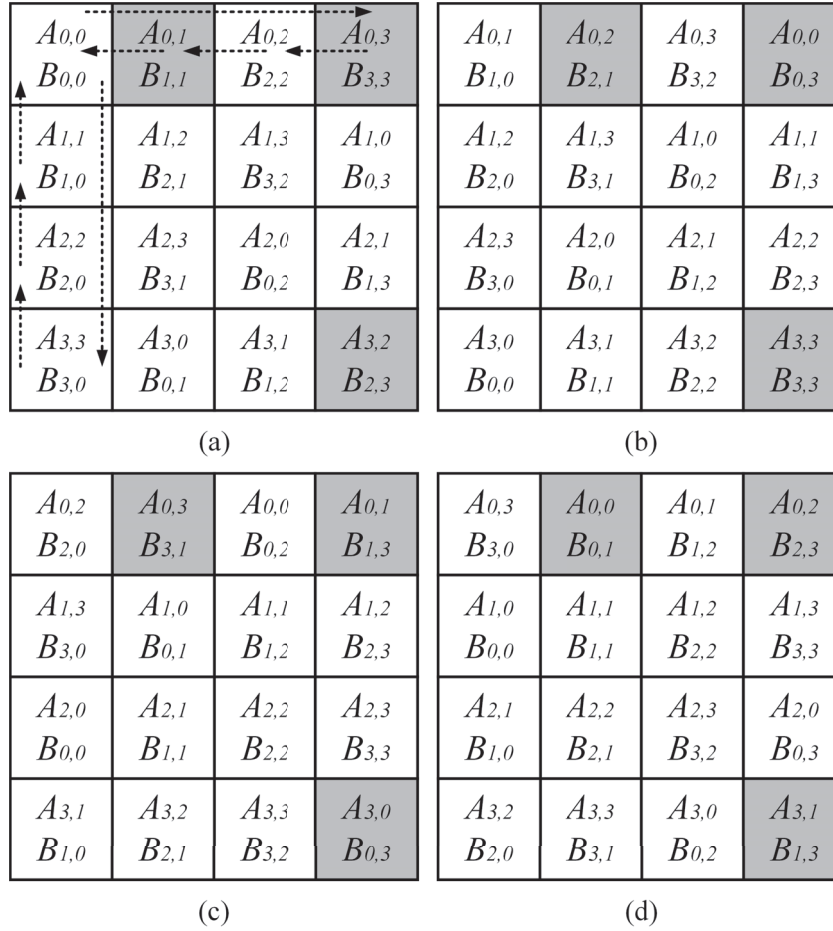 A0,0 A0,1 A0,2 A0,3 A0,1 A0,2 A0,3 A0,0
B0,0 B1,1 B2,2 B3,3 B1,0 B2,1 B3,2 B0,3
A1,1 A1,2 A1,3 A1,0 A1,2 A1,3 A1,0 A1,1
B1,0 B2,1 B3,2 B0,3 B2,0 B3,1 B0,2 B1,3
A2,2 A2,3 A2,0 A2,1 A2,3 A2,0 A2,1 A2,2
B2,0 B3,1 B0,2 B1,3 B3,0 B0,1 B1,2 B2,3
A3,3 A3,0 A3,1 A3,2 A3,0 A3,1 A3,2 A3,3
B3,0 B0,1 B1,2 B2,3 B0,0 B1,1 B2,2 B3,3
(a) (b)
A0,2 A0,3 A0,0 A0,1 A0,3 A0,0 A0,1 A0,2
B2,0 B3,1 B0,2 B1,3 B3,0 B0,1 B1,2 B2,3
A1,3 A1,0 A1,1 A1,2 A1,0 A1,1 A1,2 A1,3
B3,0 B0,1 B1,2 B2,3 B0,0 B1,1 B2,2 B3,3
A2,0 A2,1 A2,2 A2,3 A2,1 A2,2 A2,3 A2,0
B0,0 B1,1 B2,2 B3,3 B1,0 B2,1 B3,2 B0,3
A3,1 A3,2 A3,3 A3,0 A3,2 A3,3 A3,0 A3,1
B1,0 B2,1 B3,2 B0,3 B2,0 B3,1 B0,2 B1,3
(c) (d)